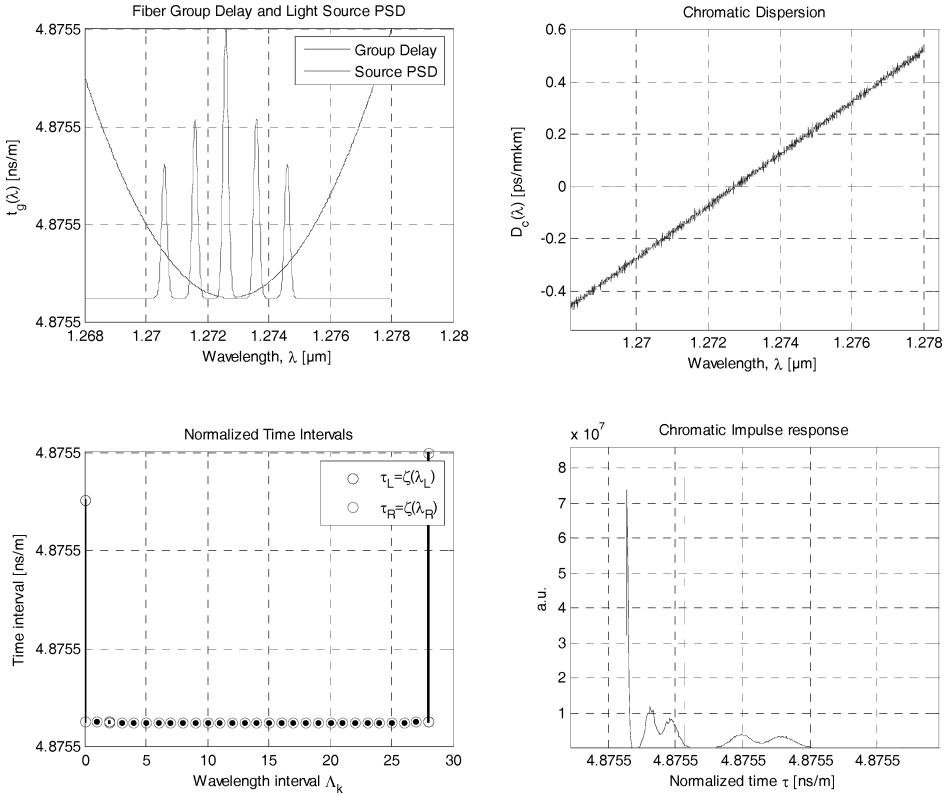 Fiber Group Delay and Light Source PSD
4.8755
4.8755
4.8755
4.8755
t_g(λ) [ns/m]
Group Delay
Source PSD
1.268 1.27 1.272 1.274 1.276 1.278 1.28
Wavelength, λ [µm]
Chromatic Dispersion
0.6
0.4
0.2
0
-0.2
-0.4
D_c(λ) [ps/nmkm]
1.27 1.272 1.274 1.276 1.278
Wavelength, λ [µm]
Normalized Time Intervals
4.8755
4.8755
4.8755
4.8755
Time interval [ns/m]
τ_L=ζ(λ_L)
τ_R=ζ(λ_R)
0 5 10 15 20 25 30
Wavelength interval Λ_k
Chromatic Impulse response
x 10^7
8
7
6
5
4
3
2
1
a.u.
4.8755 4.8755 4.8755 4.8755 4.8755
Normalized time τ [ns/m]